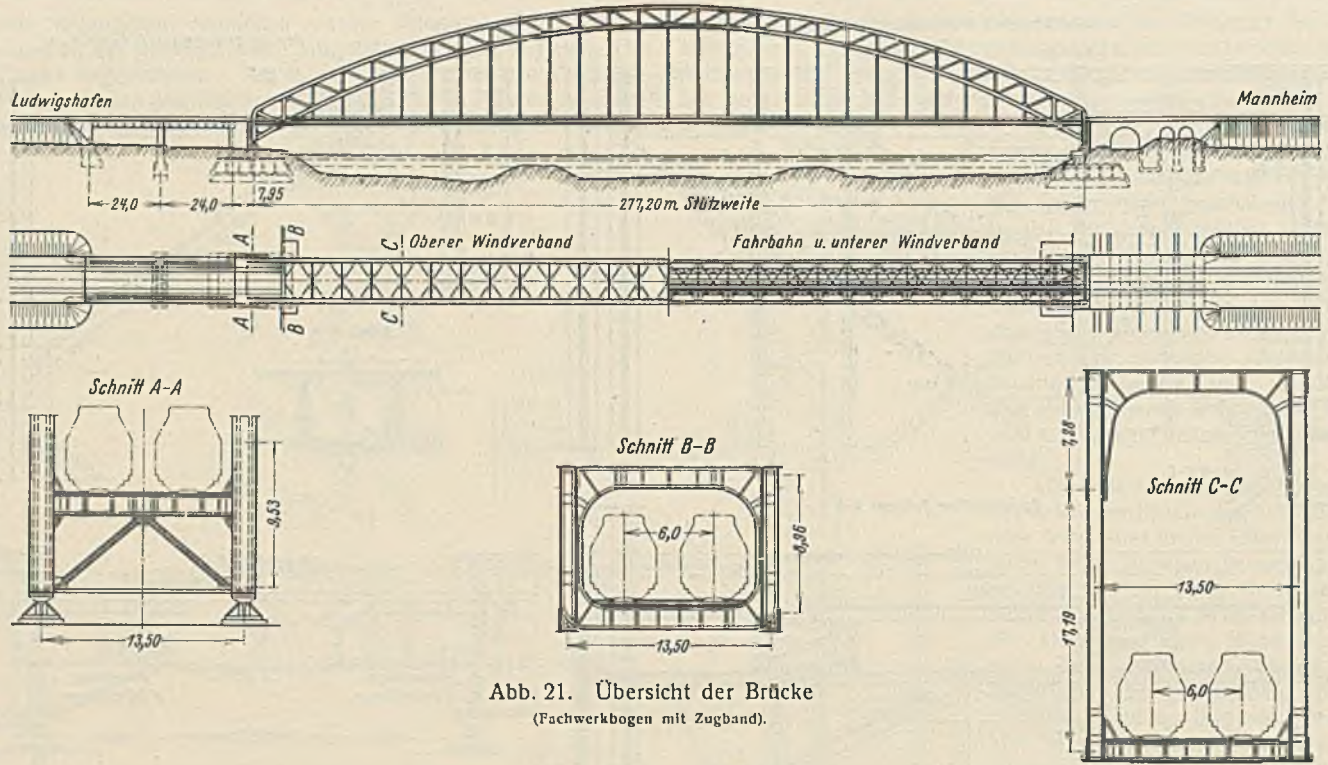 Ludwigshafen
Mannheim
24,0
24,0
7,95
277,20 m. Stützweite
A
B
C
Oberer Windverband
Fahrbahn u. unterer Windverband
A
B
C
Schnitt A-A
9,53
13,50
Schnitt B-B
6,0
8,96
13,50
7,28
Schnitt C-C
13,50
17,19
6,0
Abb. 21. Übersicht der Brücke
(Fachwerkbogen mit Zugband).